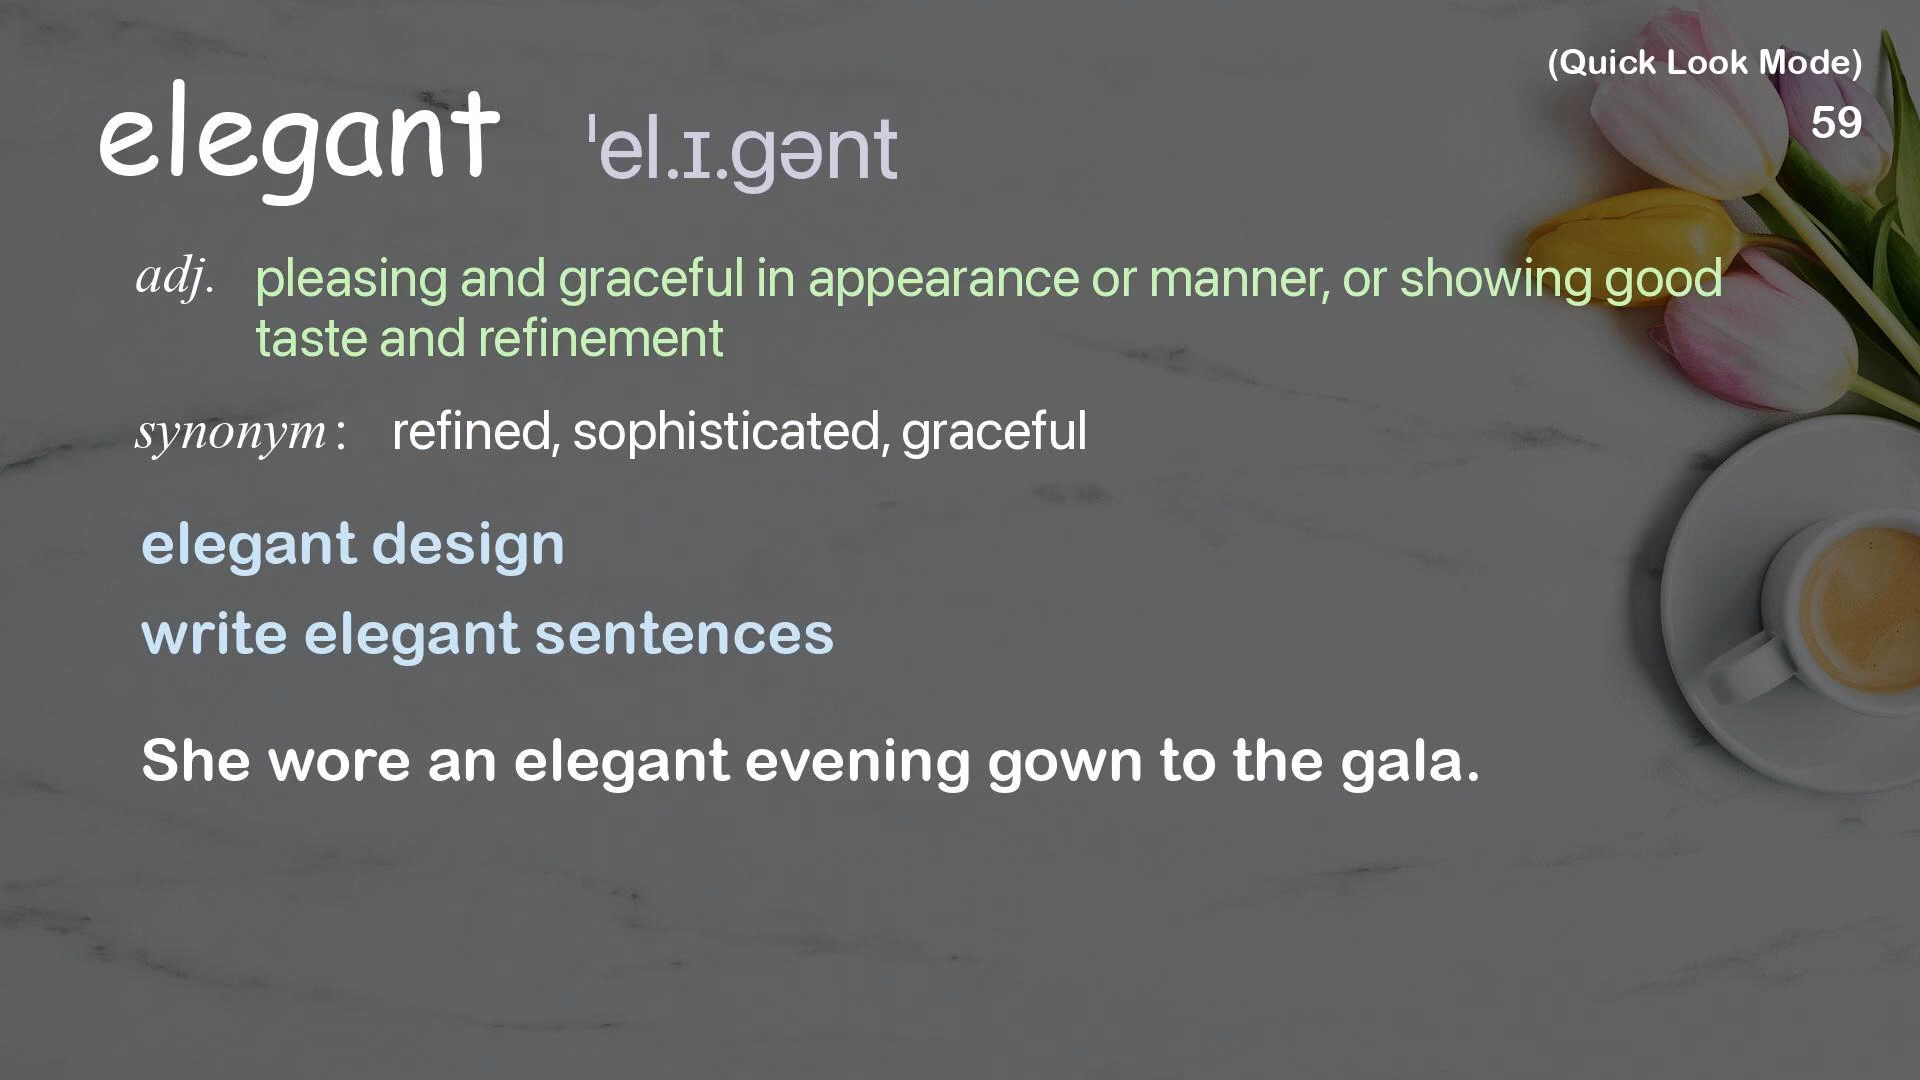 (Quick Look Mode)
59
elegant ˈel.ɪ.gənt
adj. pleasing and graceful in appearance or manner, or showing good
taste and refinement
synonym: refined, sophisticated, graceful
elegant design
write elegant sentences
She wore an elegant evening gown to the gala.